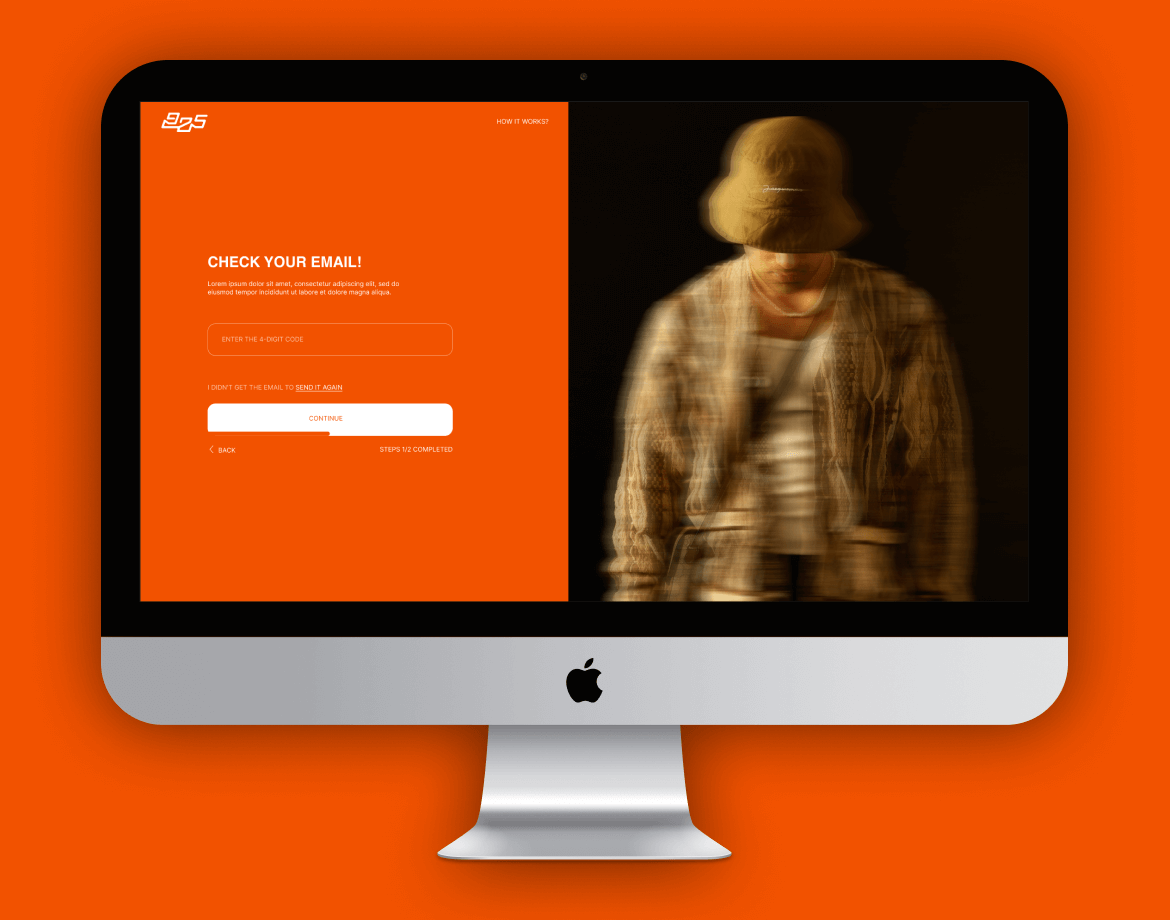 925
HOW IT WORKS?
CHECK YOUR EMAIL!
Lorem ipsum dolor sit amet, consectetur adipiscing elit, sed do
eiusmod tempor incididunt ut labore et dolore magna aliqua.
ENTER THE 4-DIGIT CODE
I DIDN'T GET THE EMAIL TO SEND IT AGAIN
CONTINUE
BACK
STEPS 1/2 COMPLETED